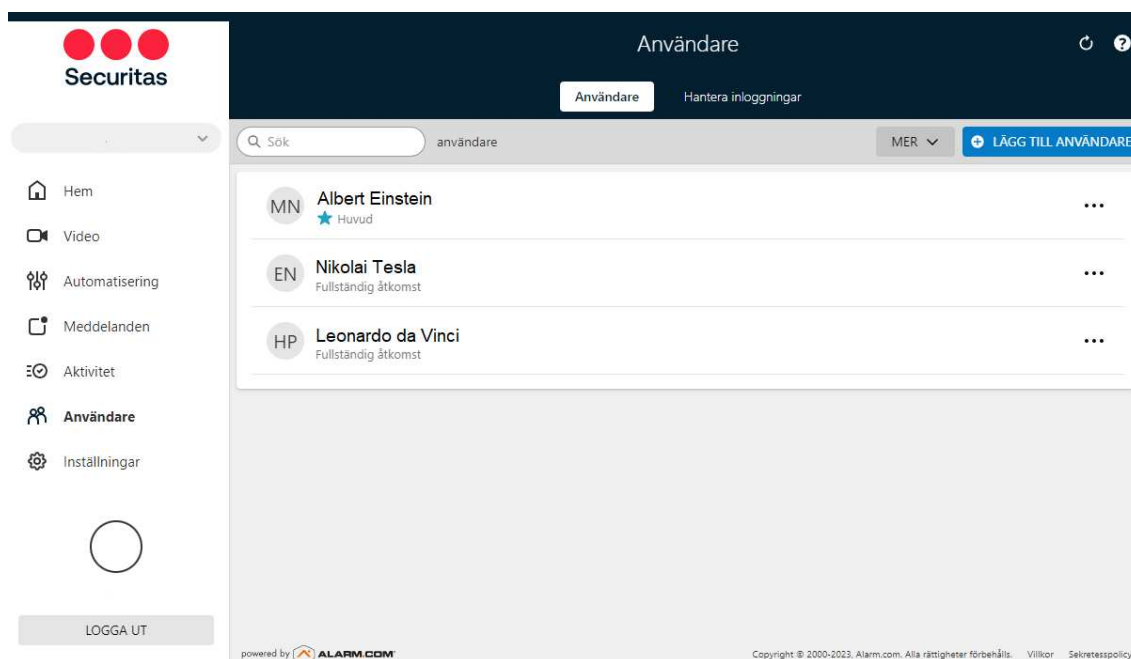 Securitas
Användare
Användare
Hantera inloggningar
Sök
användare
MER
LÄGG TILL ANVÄNDARE
Hem
Video
Automatisering
Meddelanden
Aktivitet
Användare
Inställningar
LOGGA UT
MN
Albert Einstein
Huvud
EN
Nikolai Tesla
Fullständig åtkomst
HP
Leonardo da Vinci
Fullständig åtkomst
powered by ALARM.COM
Copyright © 2000-2023, Alarm.com. Alla rättigheter förbehålls. Villkor Sekretesspolicy